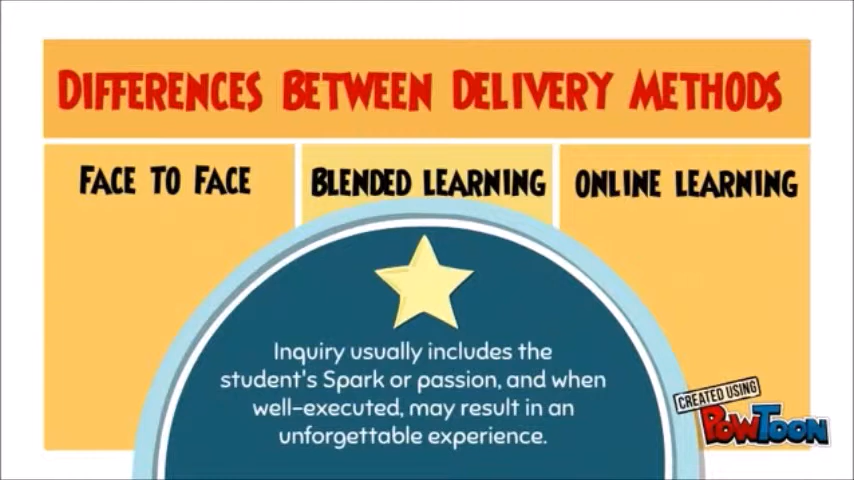 DIFFERENCES BETWEEN DELIVERY METHODS
FACE TO FACE
BLENDED LEARNING
ONLINE LEARNING
Inquiry usually includes the
student's Spark or passion, and when
well-executed, may result in an
unforgettable experience.
CREATED USING
POWTOON